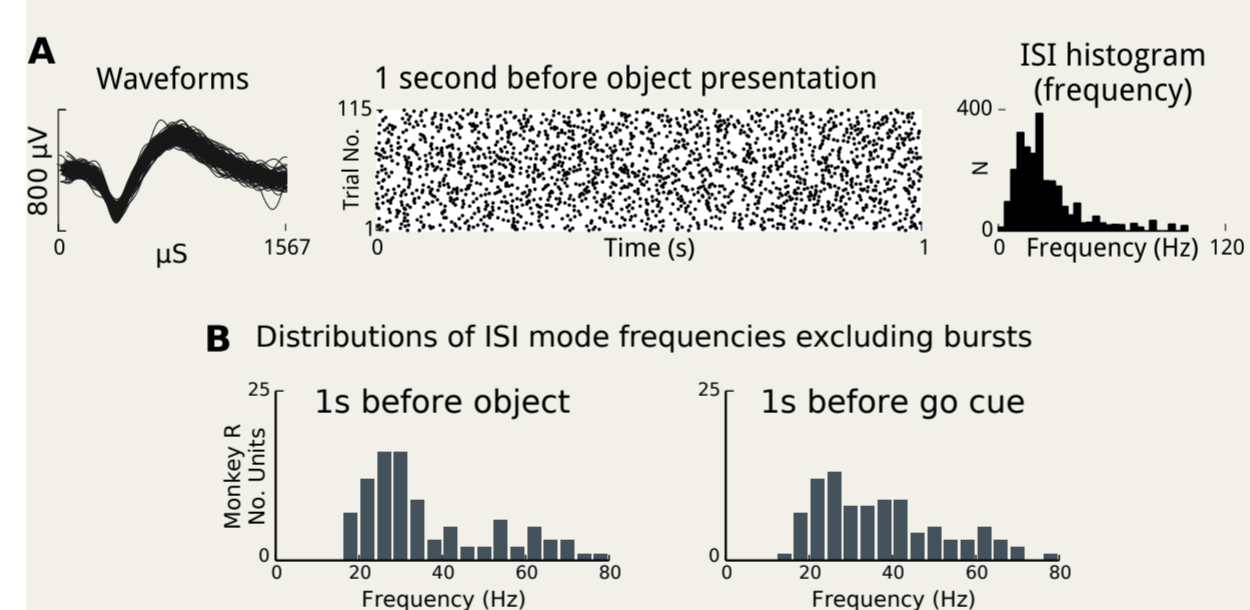 A
Waveforms
800 µV
0
1567
µS
1 second before object presentation
115
Trial No.
1
0
Time (s)
1
ISI histogram
(frequency)
400
N
0
0
Frequency (Hz)
120
B
Distributions of ISI mode frequencies excluding bursts
1s before object
25
Monkey R
No. Units
0
0
20
40
60
80
Frequency (Hz)
1s before go cue
25
0
0
20
40
60
80
Frequency (Hz)